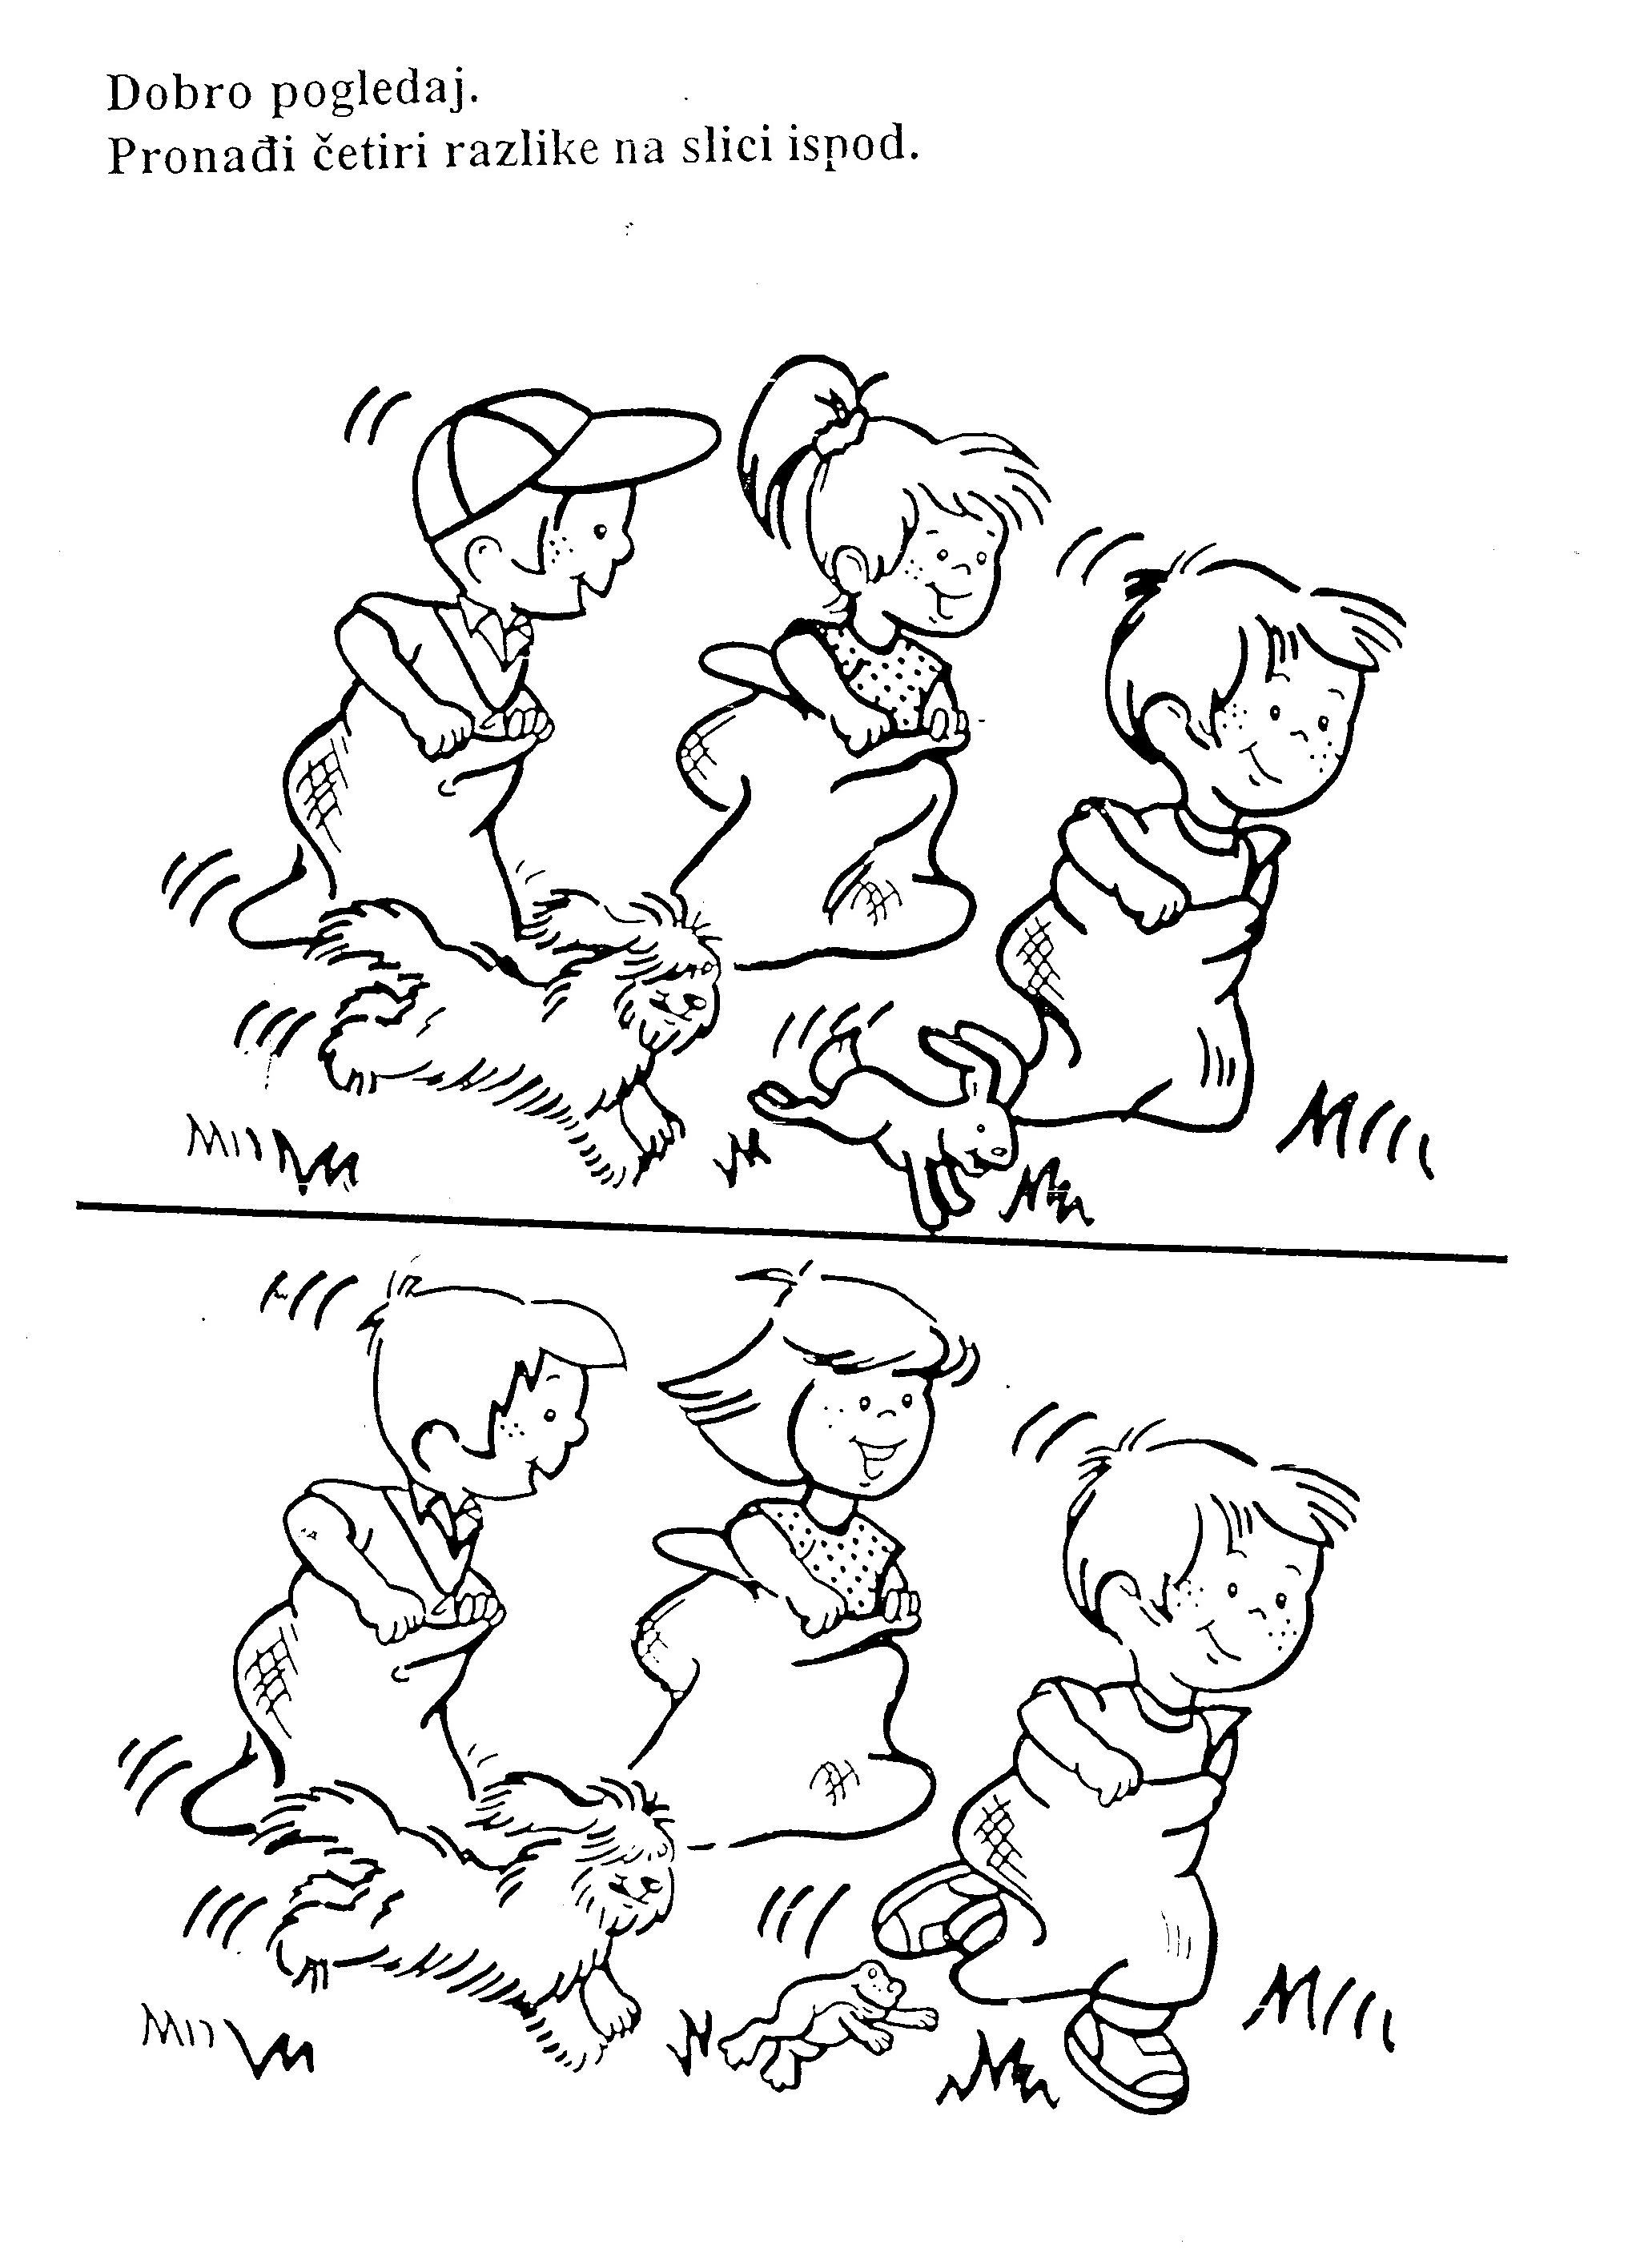 Dobro pogledaj.
Pronađi četiri razlike na slici ispod.